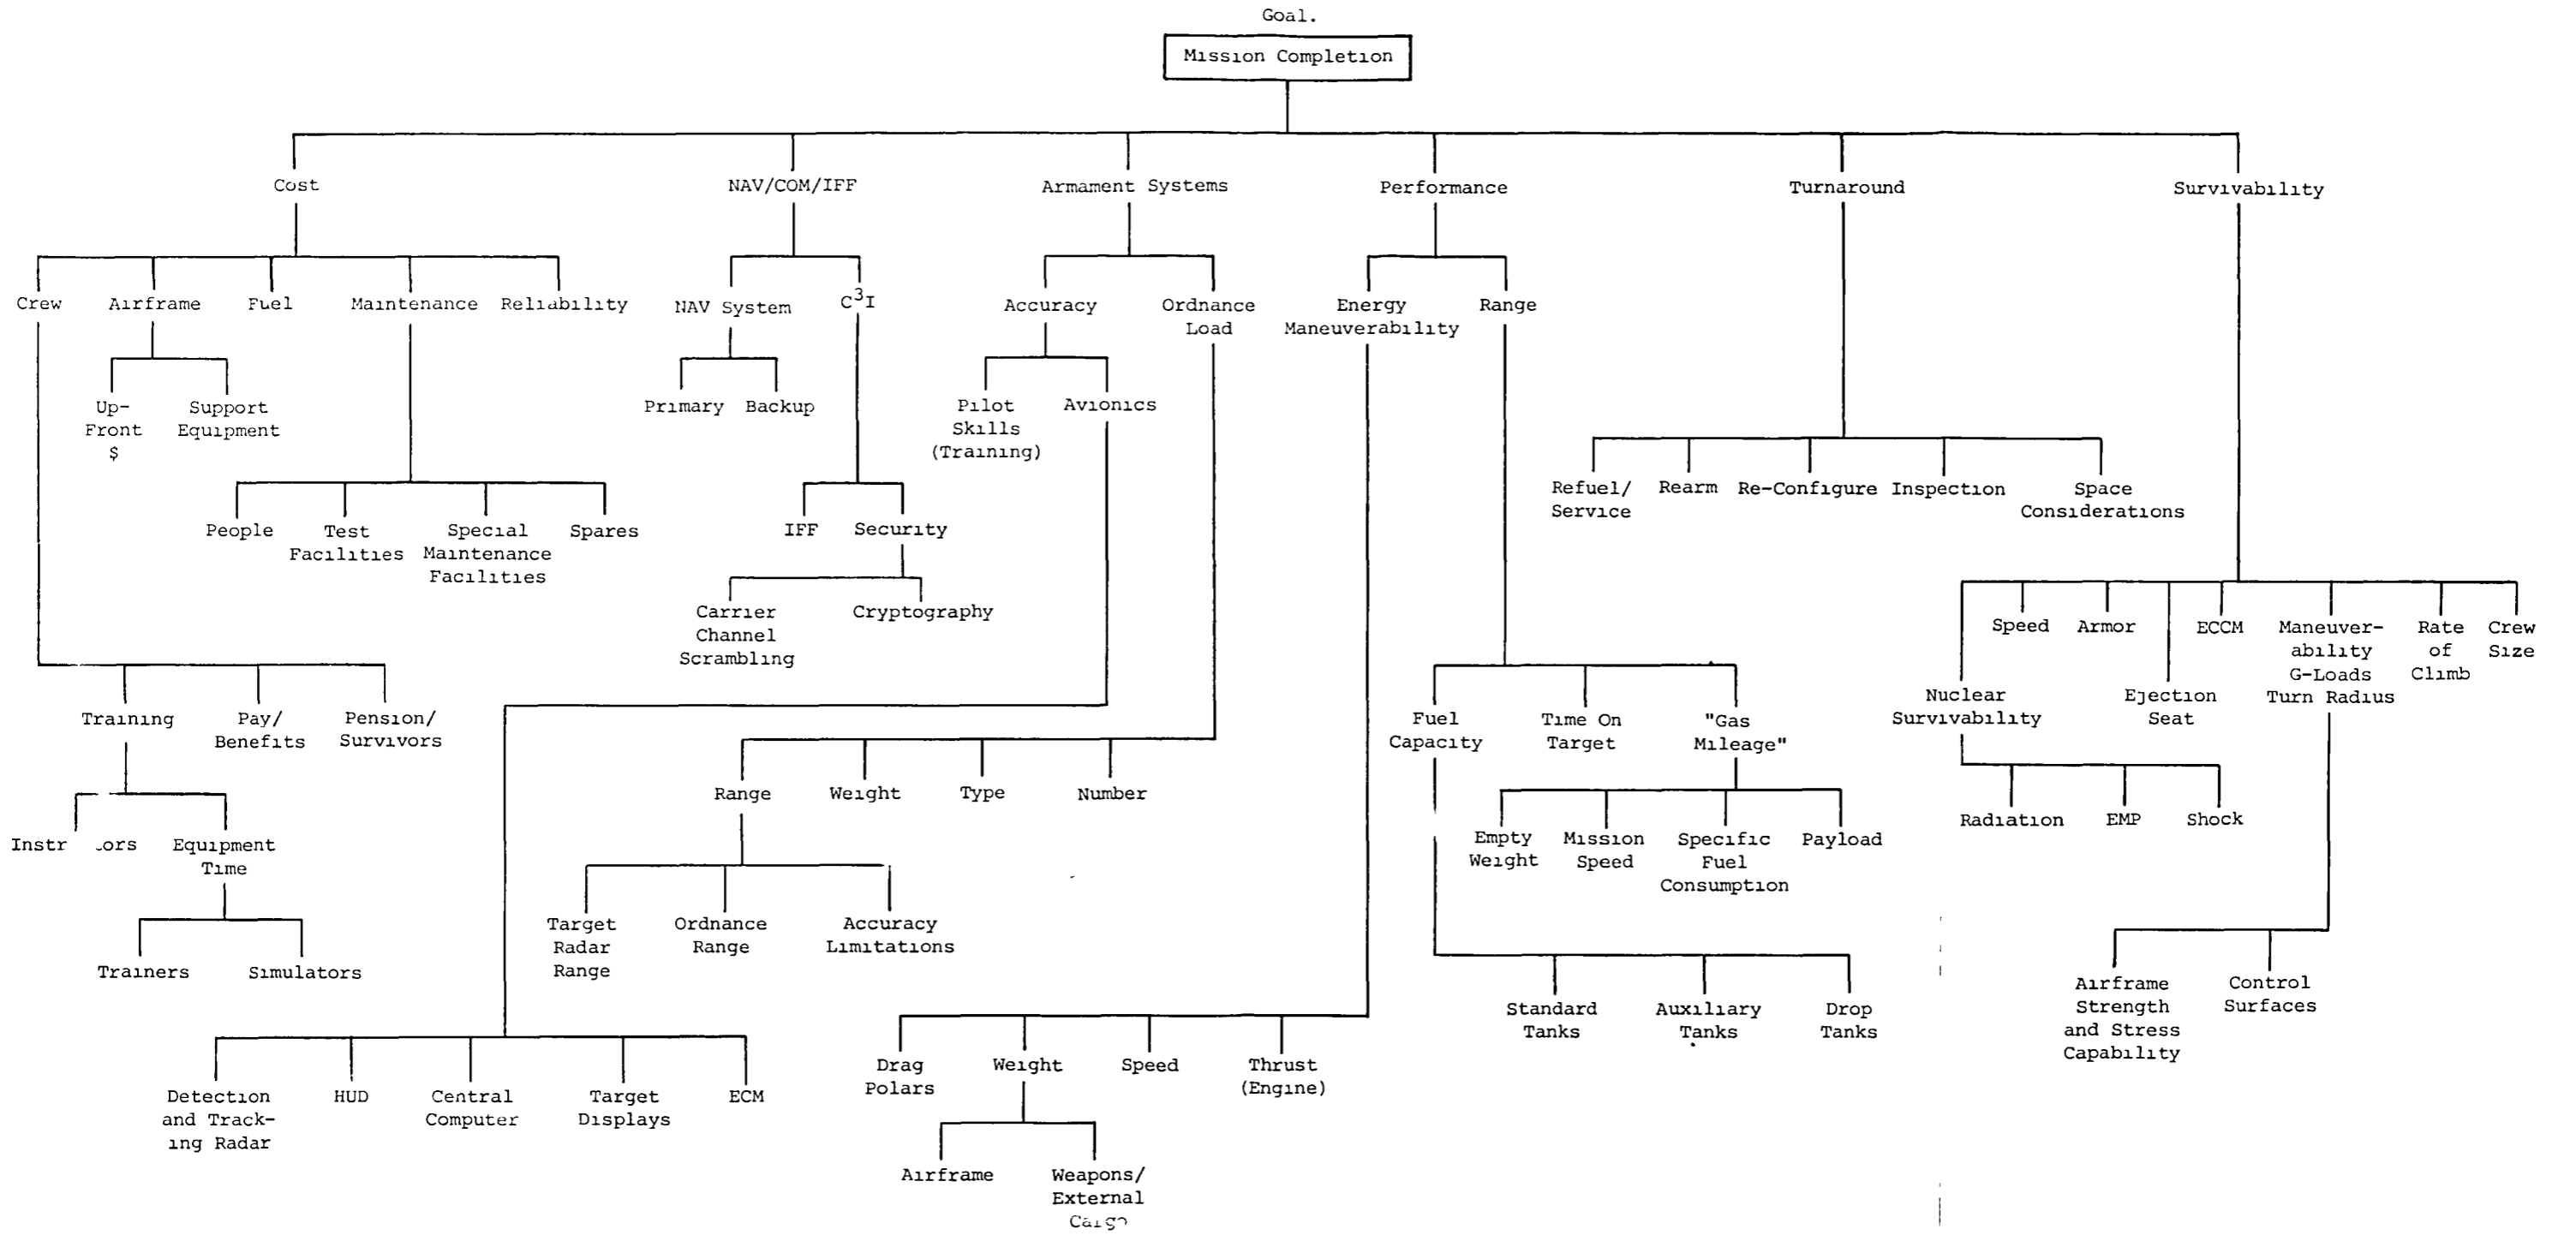 Goal.
Mission Completion
Cost
NAV/COM/IFF
Armament Systems
Performance
Turnaround
Survivability
Crew
Airframe
Fuel
Maintenance
Reliability
NAV System
C³I
Accuracy
Ordnance
Load
Energy
Maneuverability
Range
Up-
Front
$
Support
Equipment
Primary
Backup
Pilot
Skills
(Training)
Avionics
Refuel/
Service
Rearm
Re-Configure
Inspection
Space
Considerations
People
Test
Facilities
Special
Maintenance
Facilities
Spares
IFF
Security
Carrier
Channel
Scrambling
Cryptography
Speed
Armor
ECCM
Maneuver-
ability
G-Loads
Turn Radius
Rate
of
Climb
Crew
Size
Nuclear
Survivability
Ejection
Seat
Training
Pay/
Benefits
Pension/
Survivors
Fuel
Capacity
Time On
Target
"Gas
Mileage"
Range
Weight
Type
Number
Radiation
EMP
Shock
Equipment
Time
Empty
Weight
Mission
Speed
Specific
Fuel
Consumption
Payload
Target
Radar
Range
Ordnance
Range
Accuracy
Limitations
Trainers
Simulators
Standard
Tanks
Auxiliary
Tanks
Drop
Tanks
Airframe
Strength
and Stress
Capability
Control
Surfaces
Detection
and Track-
ing Radar
HUD
Central
Computer
Target
Displays
ECM
Drag
Polars
Weight
Speed
Thrust
(Engine)
Airframe
Weapons/
External
Cargo